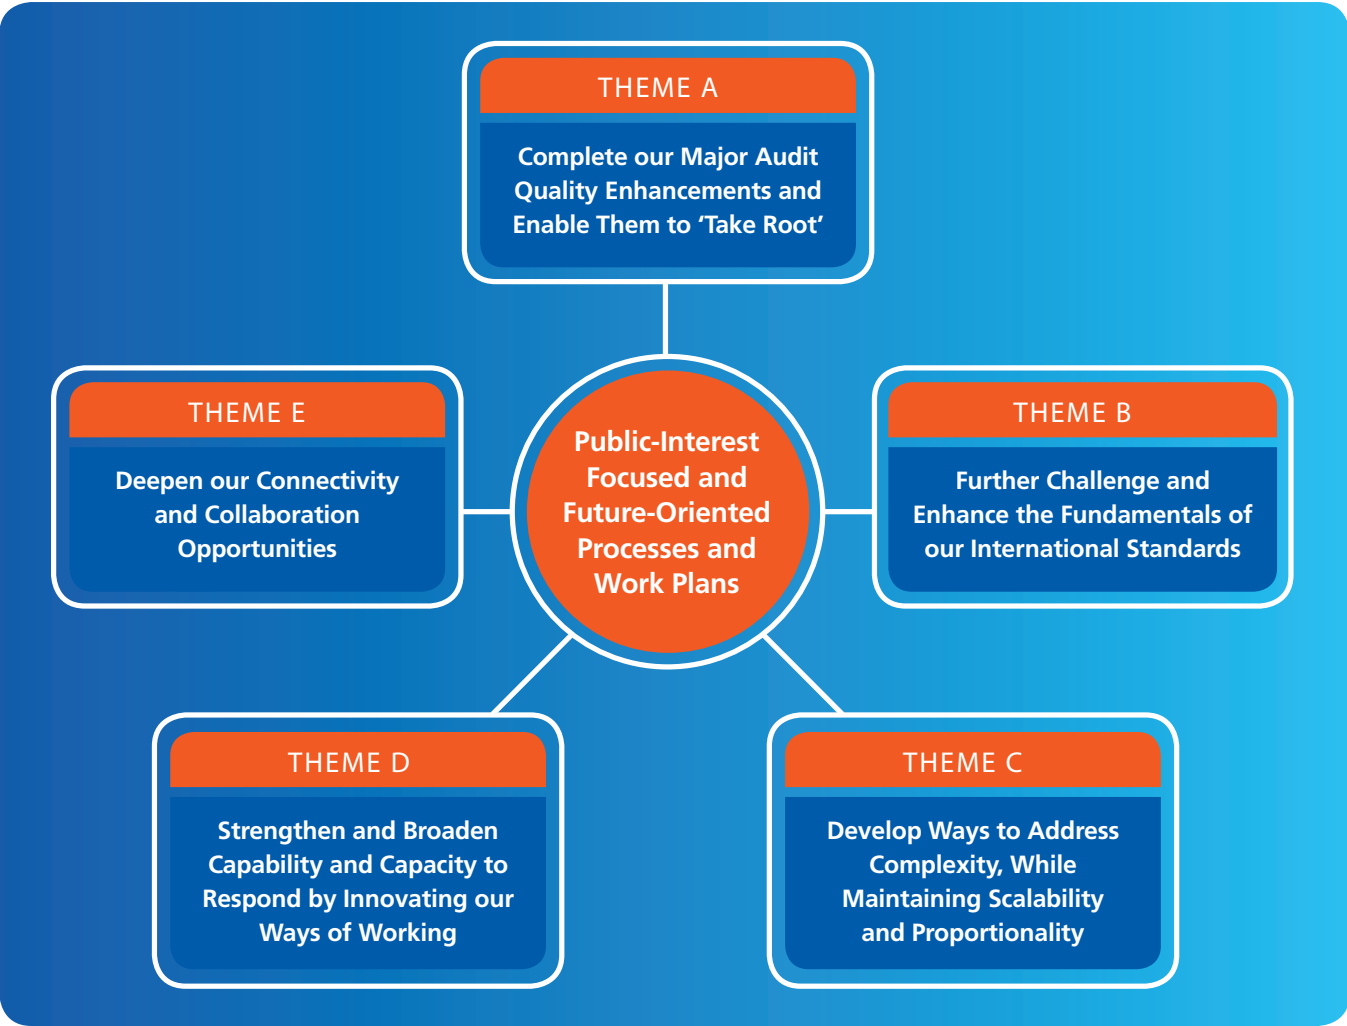 THEME A
Complete our Major Audit
Quality Enhancements and
Enable Them to ‘Take Root’
THEME E
Deepen our Connectivity
and Collaboration
Opportunities
Public-Interest
Focused and
Future-Oriented
Processes and
Work Plans
THEME B
Further Challenge and
Enhance the Fundamentals of
our International Standards
THEME D
Strengthen and Broaden
Capability and Capacity to
Respond by Innovating our
Ways of Working
THEME C
Develop Ways to Address
Complexity, While
Maintaining Scalability
and Proportionality